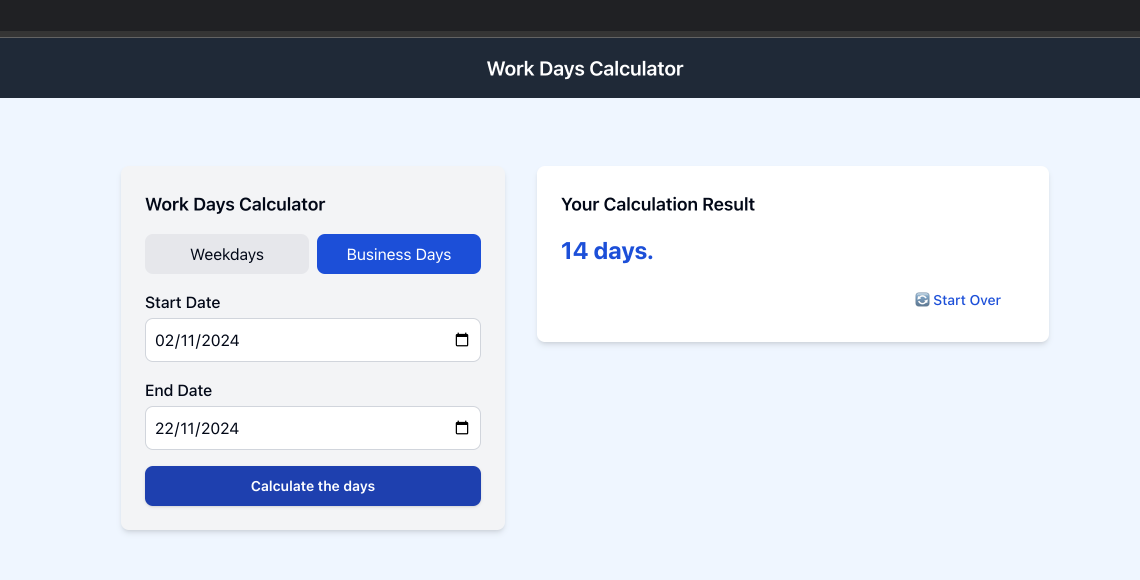 Work Days Calculator
Work Days Calculator
Weekdays
Business Days
Start Date
02/11/2024
End Date
22/11/2024
Calculate the days
Your Calculation Result
14 days.
Start Over